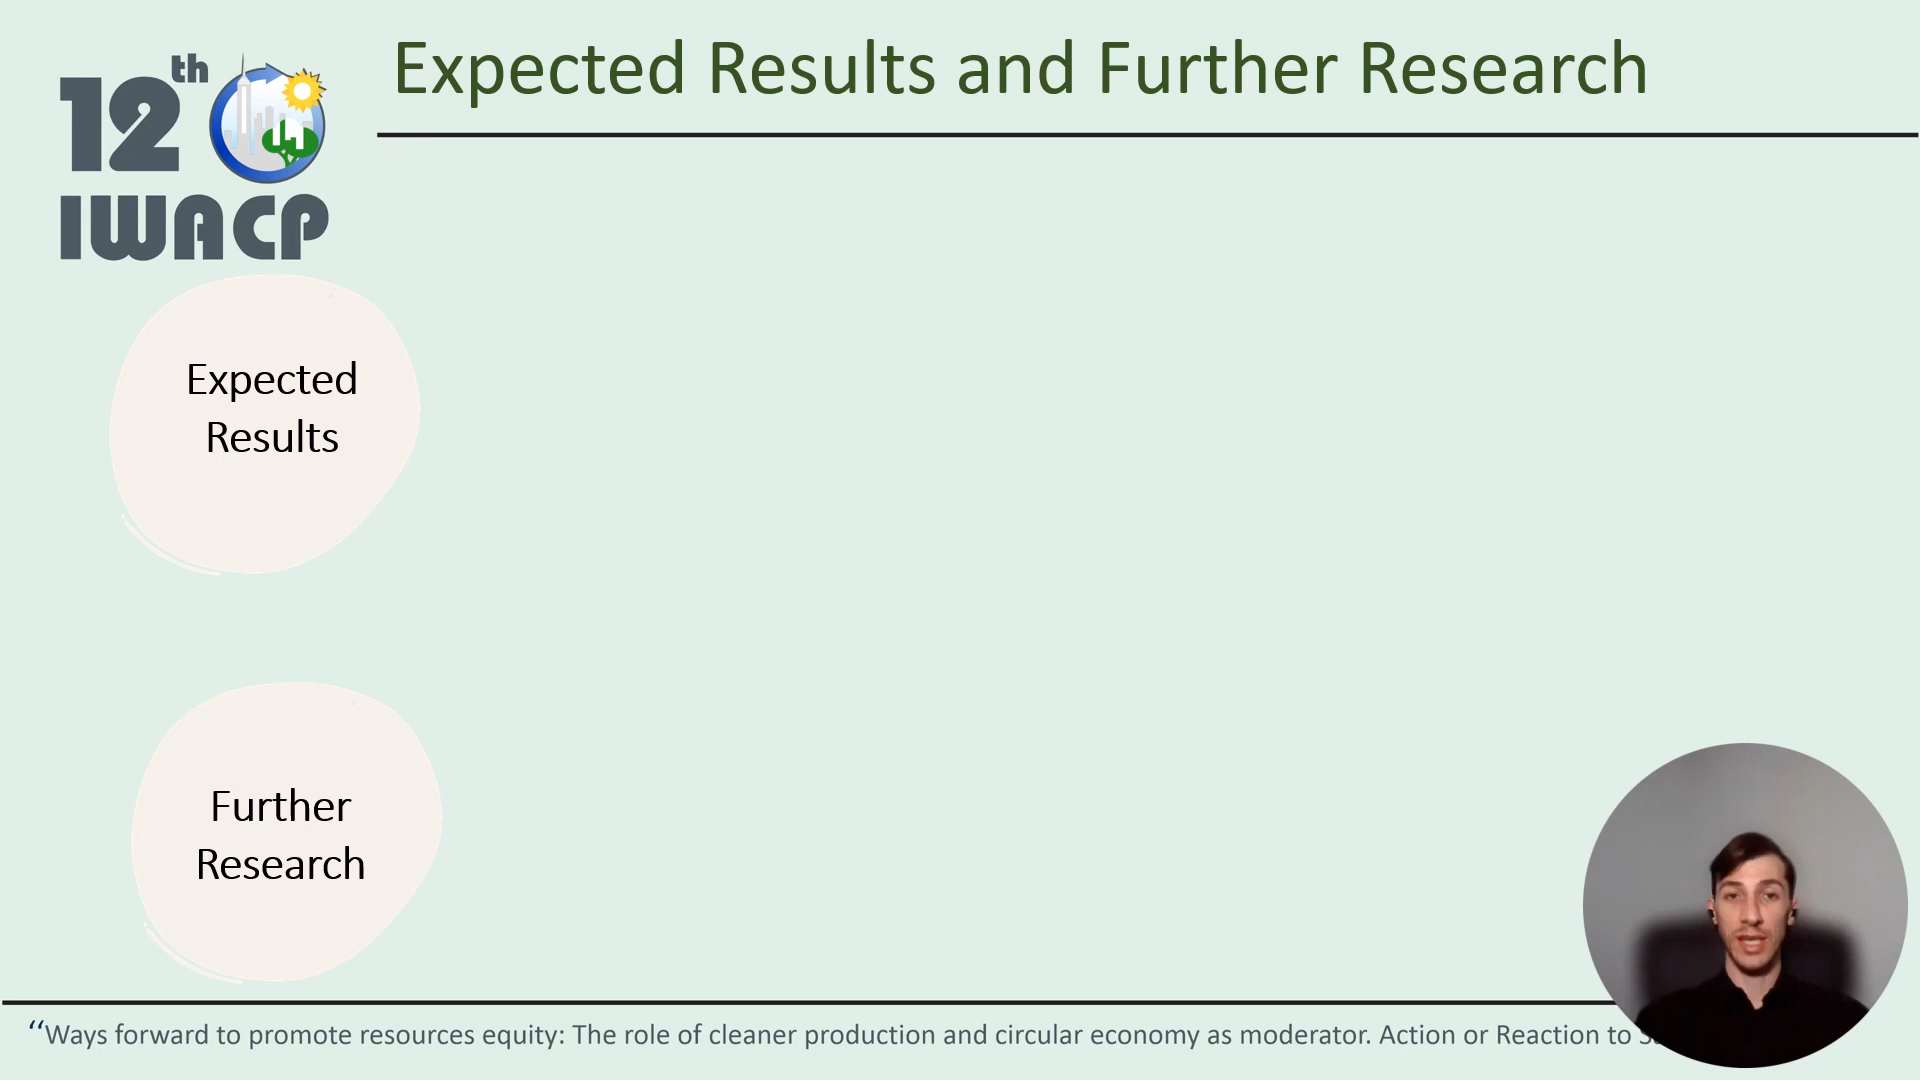 12th
IWACP
Expected Results and Further Research
Expected
Results
Further
Research
“Ways forward to promote resources equity: The role of cleaner production and circular economy as moderator. Action or Reaction to